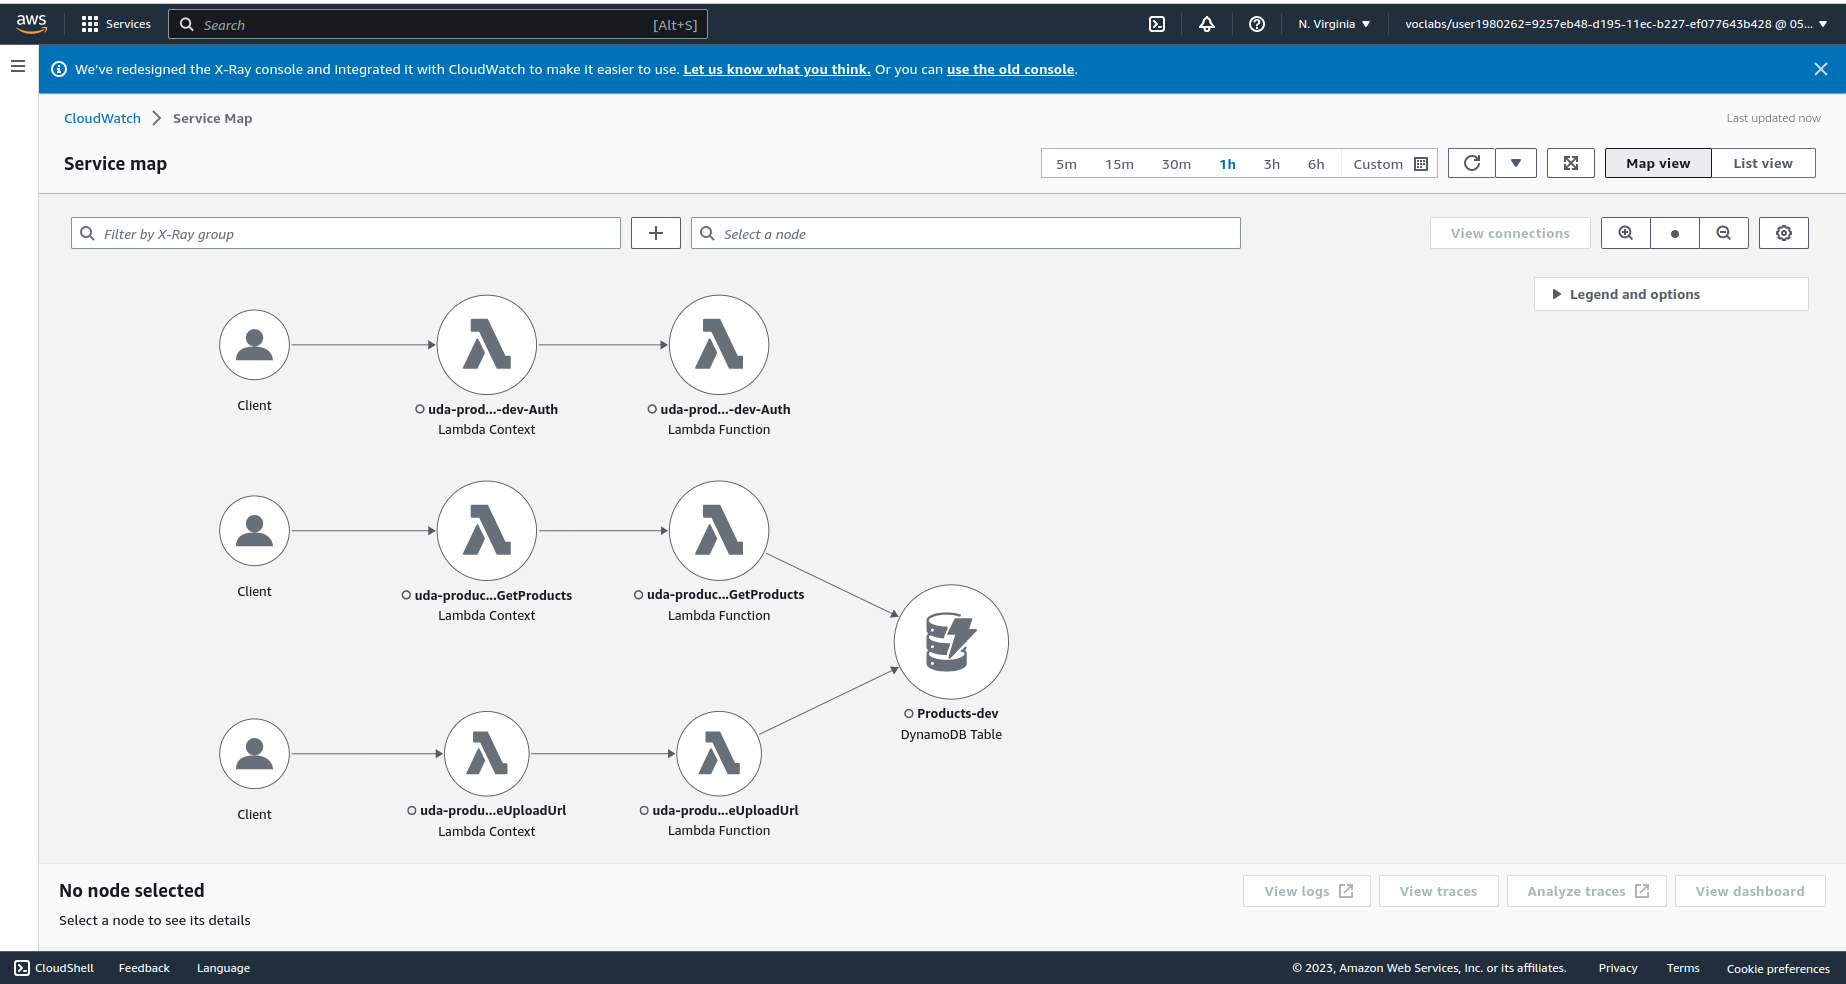 aws
Services
Search [Alt+S]
N. Virginia
voclabs/user1980262=9257eb48-d195-11ec-b227-ef077643b428 @ 05...
We've redesigned the X-Ray console and integrated it with CloudWatch to make it easier to use. Let us know what you think. Or you can use the old console.
CloudWatch Service Map
Last updated now
Service map
5m 15m 30m 1h 3h 6h Custom
Map view List view
Filter by X-Ray group
Select a node
View connections
Legend and options
Client
uda-prod...-dev-Auth
Lambda Context
uda-prod...-dev-Auth
Lambda Function
Client
uda-produc...GetProducts
Lambda Context
uda-produc...GetProducts
Lambda Function
Products-dev
DynamoDB Table
Client
uda-produ...eUploadUrl
Lambda Context
uda-produ...eUploadUrl
Lambda Function
No node selected
Select a node to see its details
View logs View traces Analyze traces View dashboard
CloudShell Feedback Language
© 2023, Amazon Web Services, Inc. or its affiliates. Privacy Terms Cookie preferences